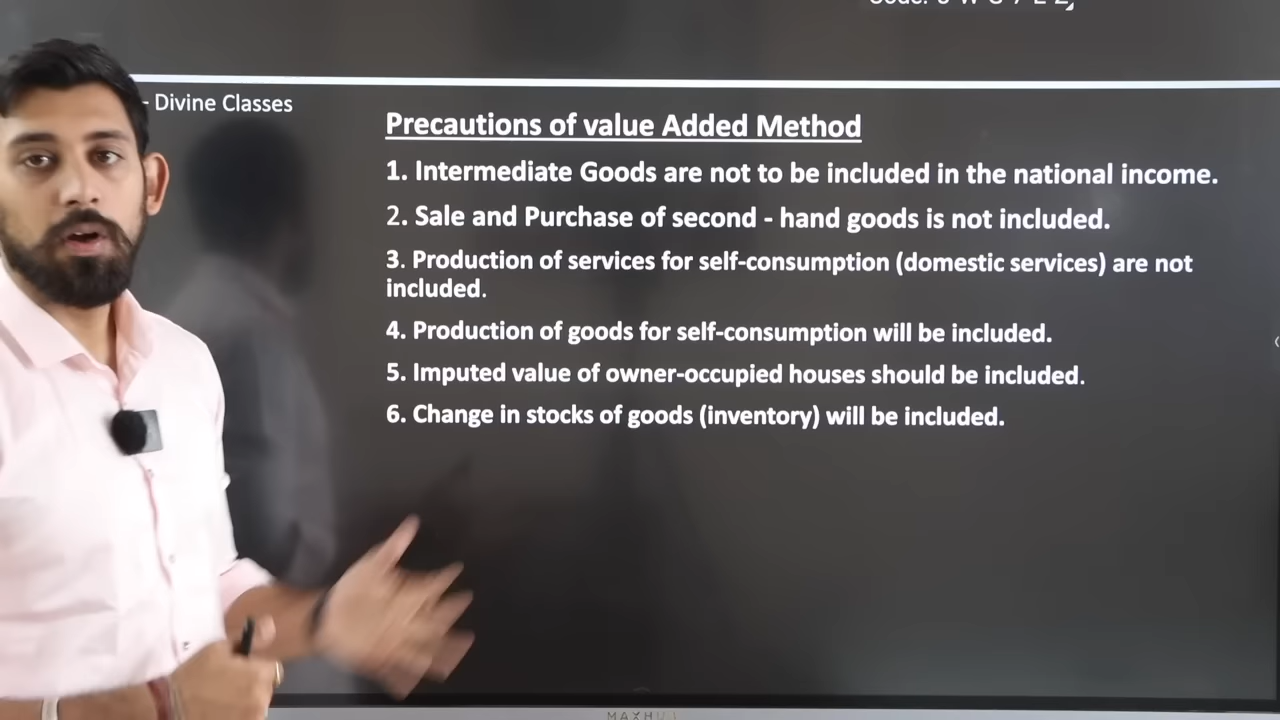 - Divine Classes
Precautions of value Added Method
1. Intermediate Goods are not to be included in the national income.
2. Sale and Purchase of second - hand goods is not included.
3. Production of services for self-consumption (domestic services) are not
included.
4. Production of goods for self-consumption will be included.
5. Imputed value of owner-occupied houses should be included.
6. Change in stocks of goods (inventory) will be included.
MAXHUB